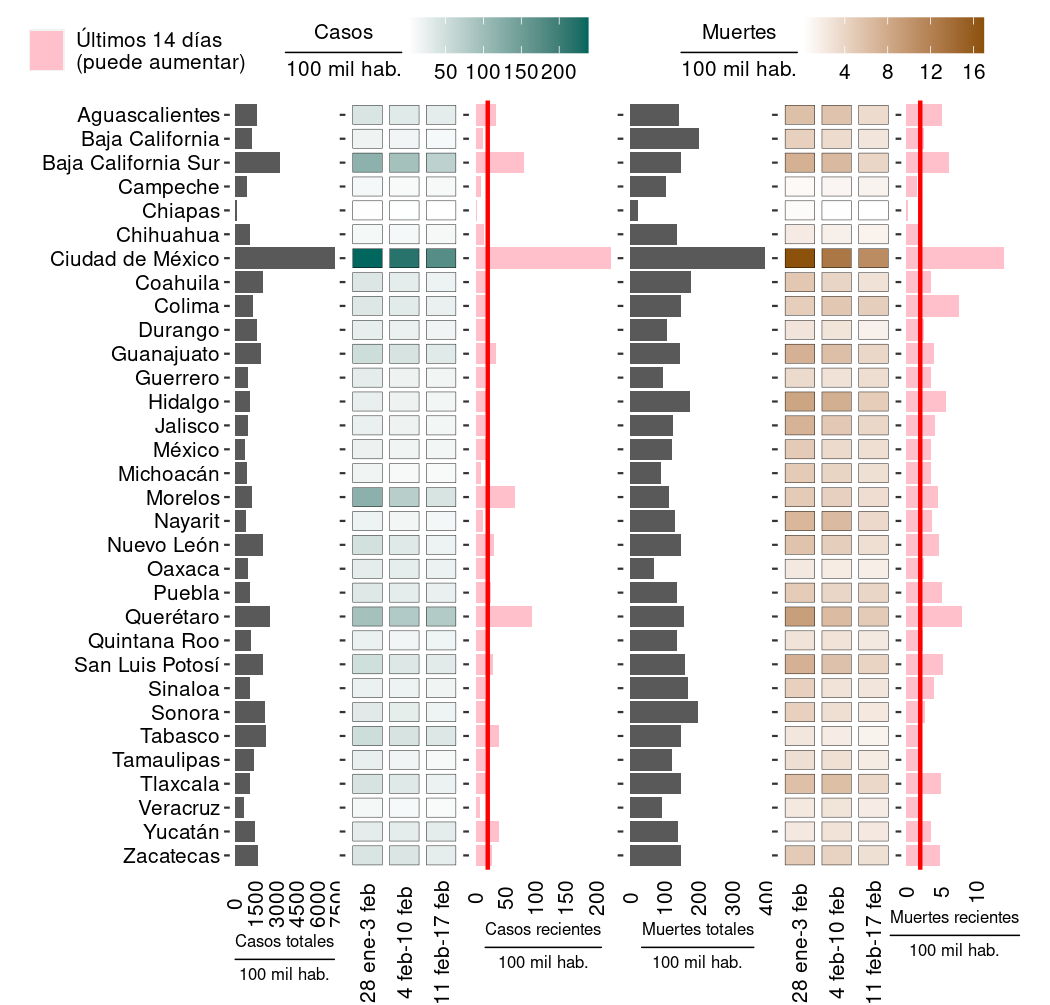 Últimos 14 días
(puede aumentar)
Casos
100 mil hab.
50 100 150 200
Muertes
100 mil hab.
4 8 12 16
Aguascalientes
Baja California
Baja California Sur
Campeche
Chiapas
Chihuahua
Ciudad de México
Coahuila
Colima
Durango
Guanajuato
Guerrero
Hidalgo
Jalisco
México
Michoacán
Morelos
Nayarit
Nuevo León
Oaxaca
Puebla
Querétaro
Quintana Roo
San Luis Potosí
Sinaloa
Sonora
Tabasco
Tamaulipas
Tlaxcala
Veracruz
Yucatán
Zacatecas
0
1500
3000
4500
6000
7500
Casos totales
100 mil hab.
28 ene-3 feb
4 feb-10 feb
11 feb-17 feb
0
50
100
150
200
Casos recientes
100 mil hab.
0
100
200
300
400
Muertes totales
100 mil hab.
28 ene-3 feb
4 feb-10 feb
11 feb-17 feb
0
5
10
Muertes recientes
100 mil hab.